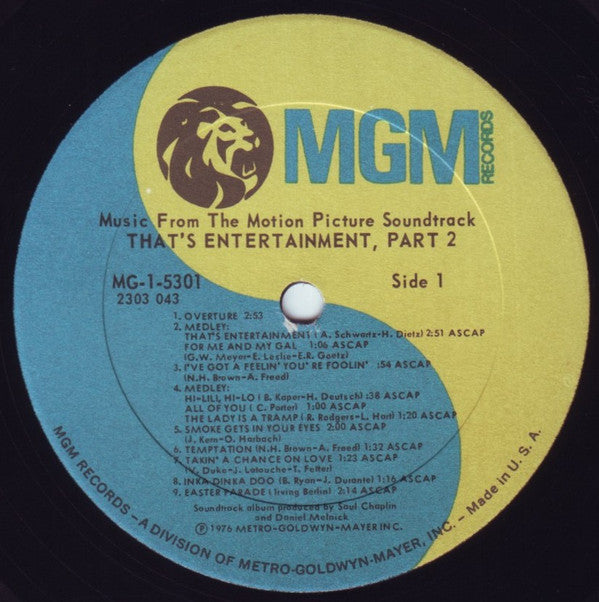 MGM
RECORDS
Music From The Motion Picture Soundtrack
THAT'S ENTERTAINMENT, PART 2
MG-1-5301 Side 1
2303 043
1. OVERTURE 2:53
2. MEDLEY:
THAT'S ENTERTAINMENT (A. Schwartz-H. Dietz) 2:51 ASCAP
FOR ME AND MY GAL 1:06 ASCAP
(G.W. Meyer-E. Leslie-E.R. Goetz)
3. I'VE GOT A FEELIN' YOU'RE FOOLIN' :54 ASCAP
(N.H. Brown-A. Freed)
4. MEDLEY:
HI-LILI, HI-LO (B. Kaper-H. Deutsch) :38 ASCAP
ALL OF YOU (C. Porter) 1:00 ASCAP
THE LADY IS A TRAMP (R. Rodgers-L. Hart) 1:20 ASCAP
5. SMOKE GETS IN YOUR EYES 2:00 ASCAP
(J. Kern-O. Harbach)
6. TEMPTATION (N.H. Brown-A. Freed) 1:32 ASCAP
7. TAKIN' A CHANCE ON LOVE 1:23 ASCAP
(V. Duke-J. Latouche-T. Fetter)
8. INKA DINKA DOO (B. Ryan-J. Durante) 1:16 ASCAP
9. EASTER PARADE (Irving Berlin) 2:14 ASCAP
Soundtrack album produced by Saul Chaplin
and Daniel Melnick
Ⓟ 1976 METRO-GOLDWYN-MAYER INC.
MGM RECORDS – A DIVISION OF METRO-GOLDWYN-MAYER, INC. – Made in U.S.A.